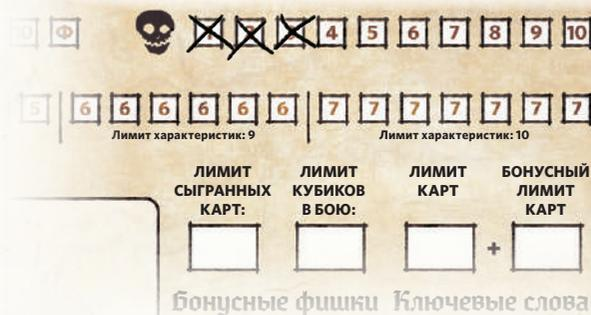 Ф 4 5 6 7 8 9 10
5 6 6 6 6 6 6 7 7 7 7 7 7 7
Лимит характеристик: 9 Лимит характеристик: 10
ЛИМИТ СЫГРАННЫХ КАРТ:
ЛИМИТ КУБИКОВ В БОЮ:
ЛИМИТ КАРТ
+
БОНУСНЫЙ ЛИМИТ КАРТ
Бонусные фишки Ключевые слова